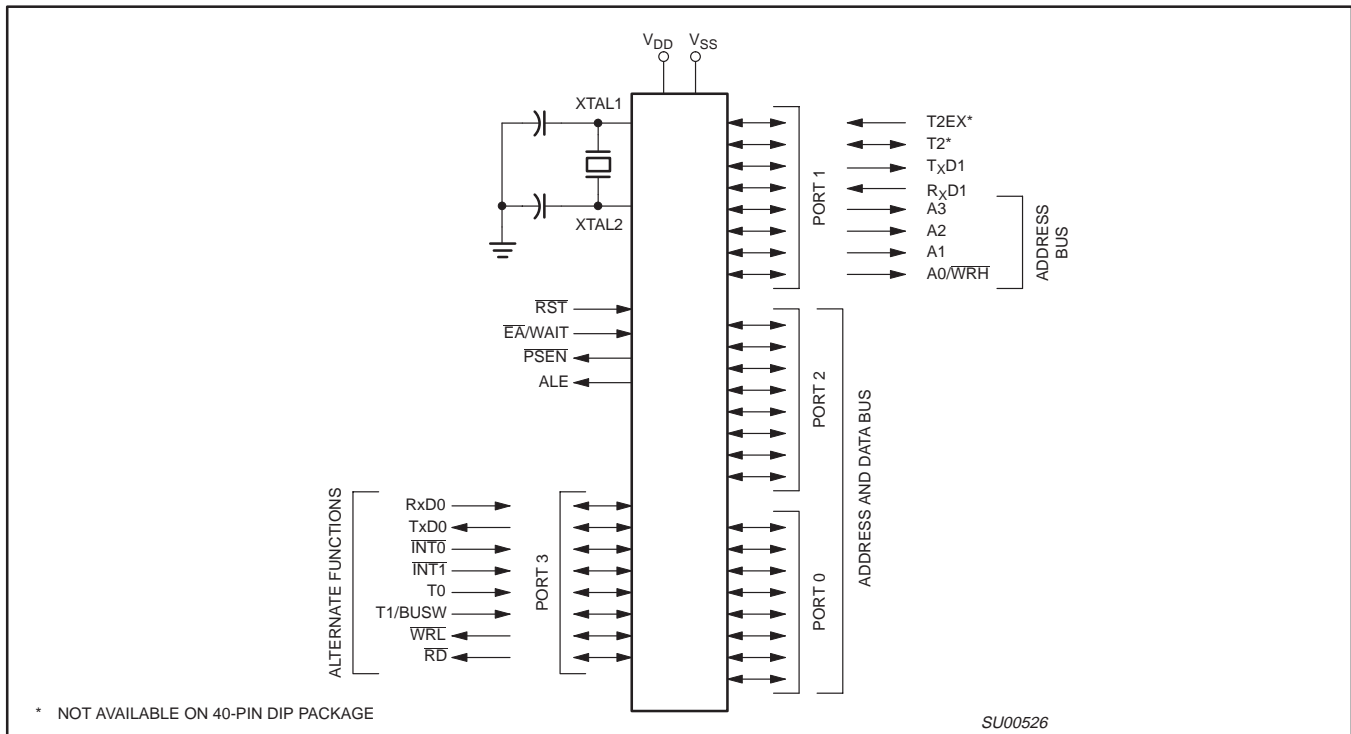 VDD
VSS
XTAL1
XTAL2
RST
EA/WAIT
PSEN
ALE
PORT 1
T2EX*
T2*
TXD1
RXD1
A3
A2
A1
A0/WRH
ADDRESS
BUS
PORT 2
ADDRESS AND DATA BUS
PORT 0
ALTERNATE FUNCTIONS
RxD0
TxD0
INT0
INT1
T0
T1/BUSW
WRL
RD
PORT 3
* NOT AVAILABLE ON 40-PIN DIP PACKAGE
SU00526